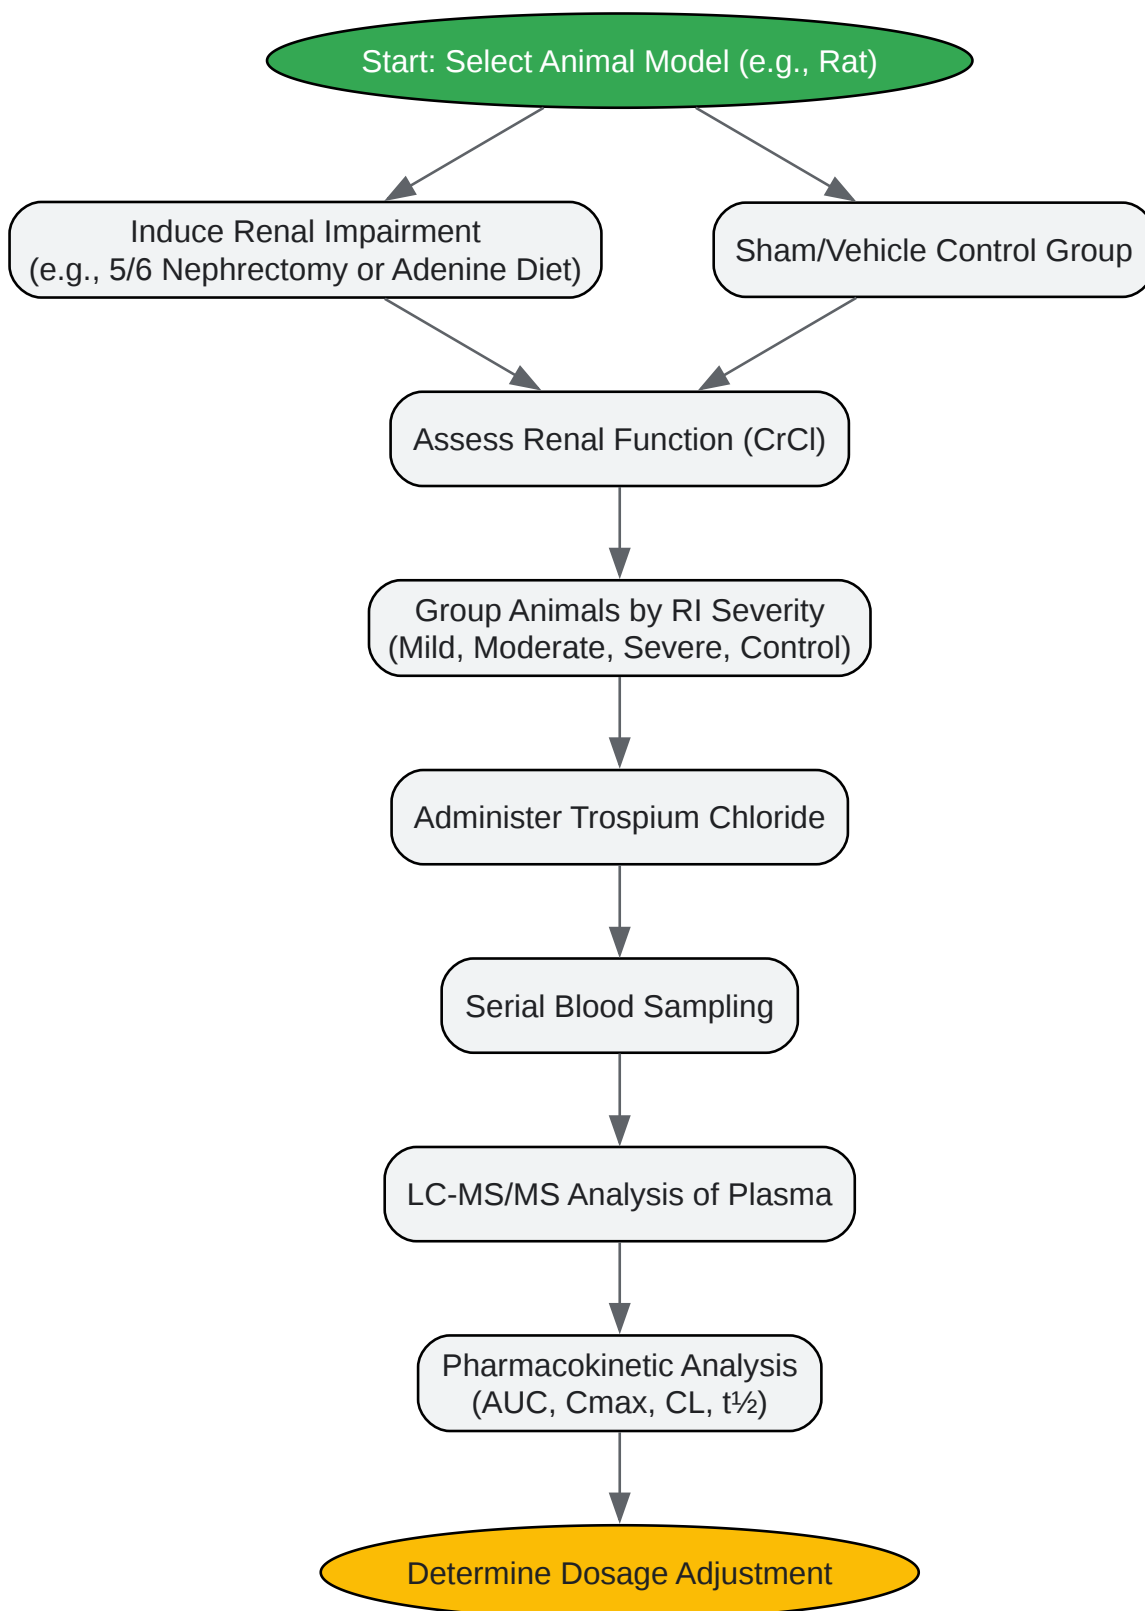 Start: Select Animal Model (e.g., Rat)
Induce Renal Impairment
(e.g., 5/6 Nephrectomy or Adenine Diet)
Sham/Vehicle Control Group
Assess Renal Function (CrCl)
Group Animals by RI Severity
(Mild, Moderate, Severe, Control)
Administer Trospium Chloride
Serial Blood Sampling
LC-MS/MS Analysis of Plasma
Pharmacokinetic Analysis
(AUC, Cmax, CL, t½)
Determine Dosage Adjustment